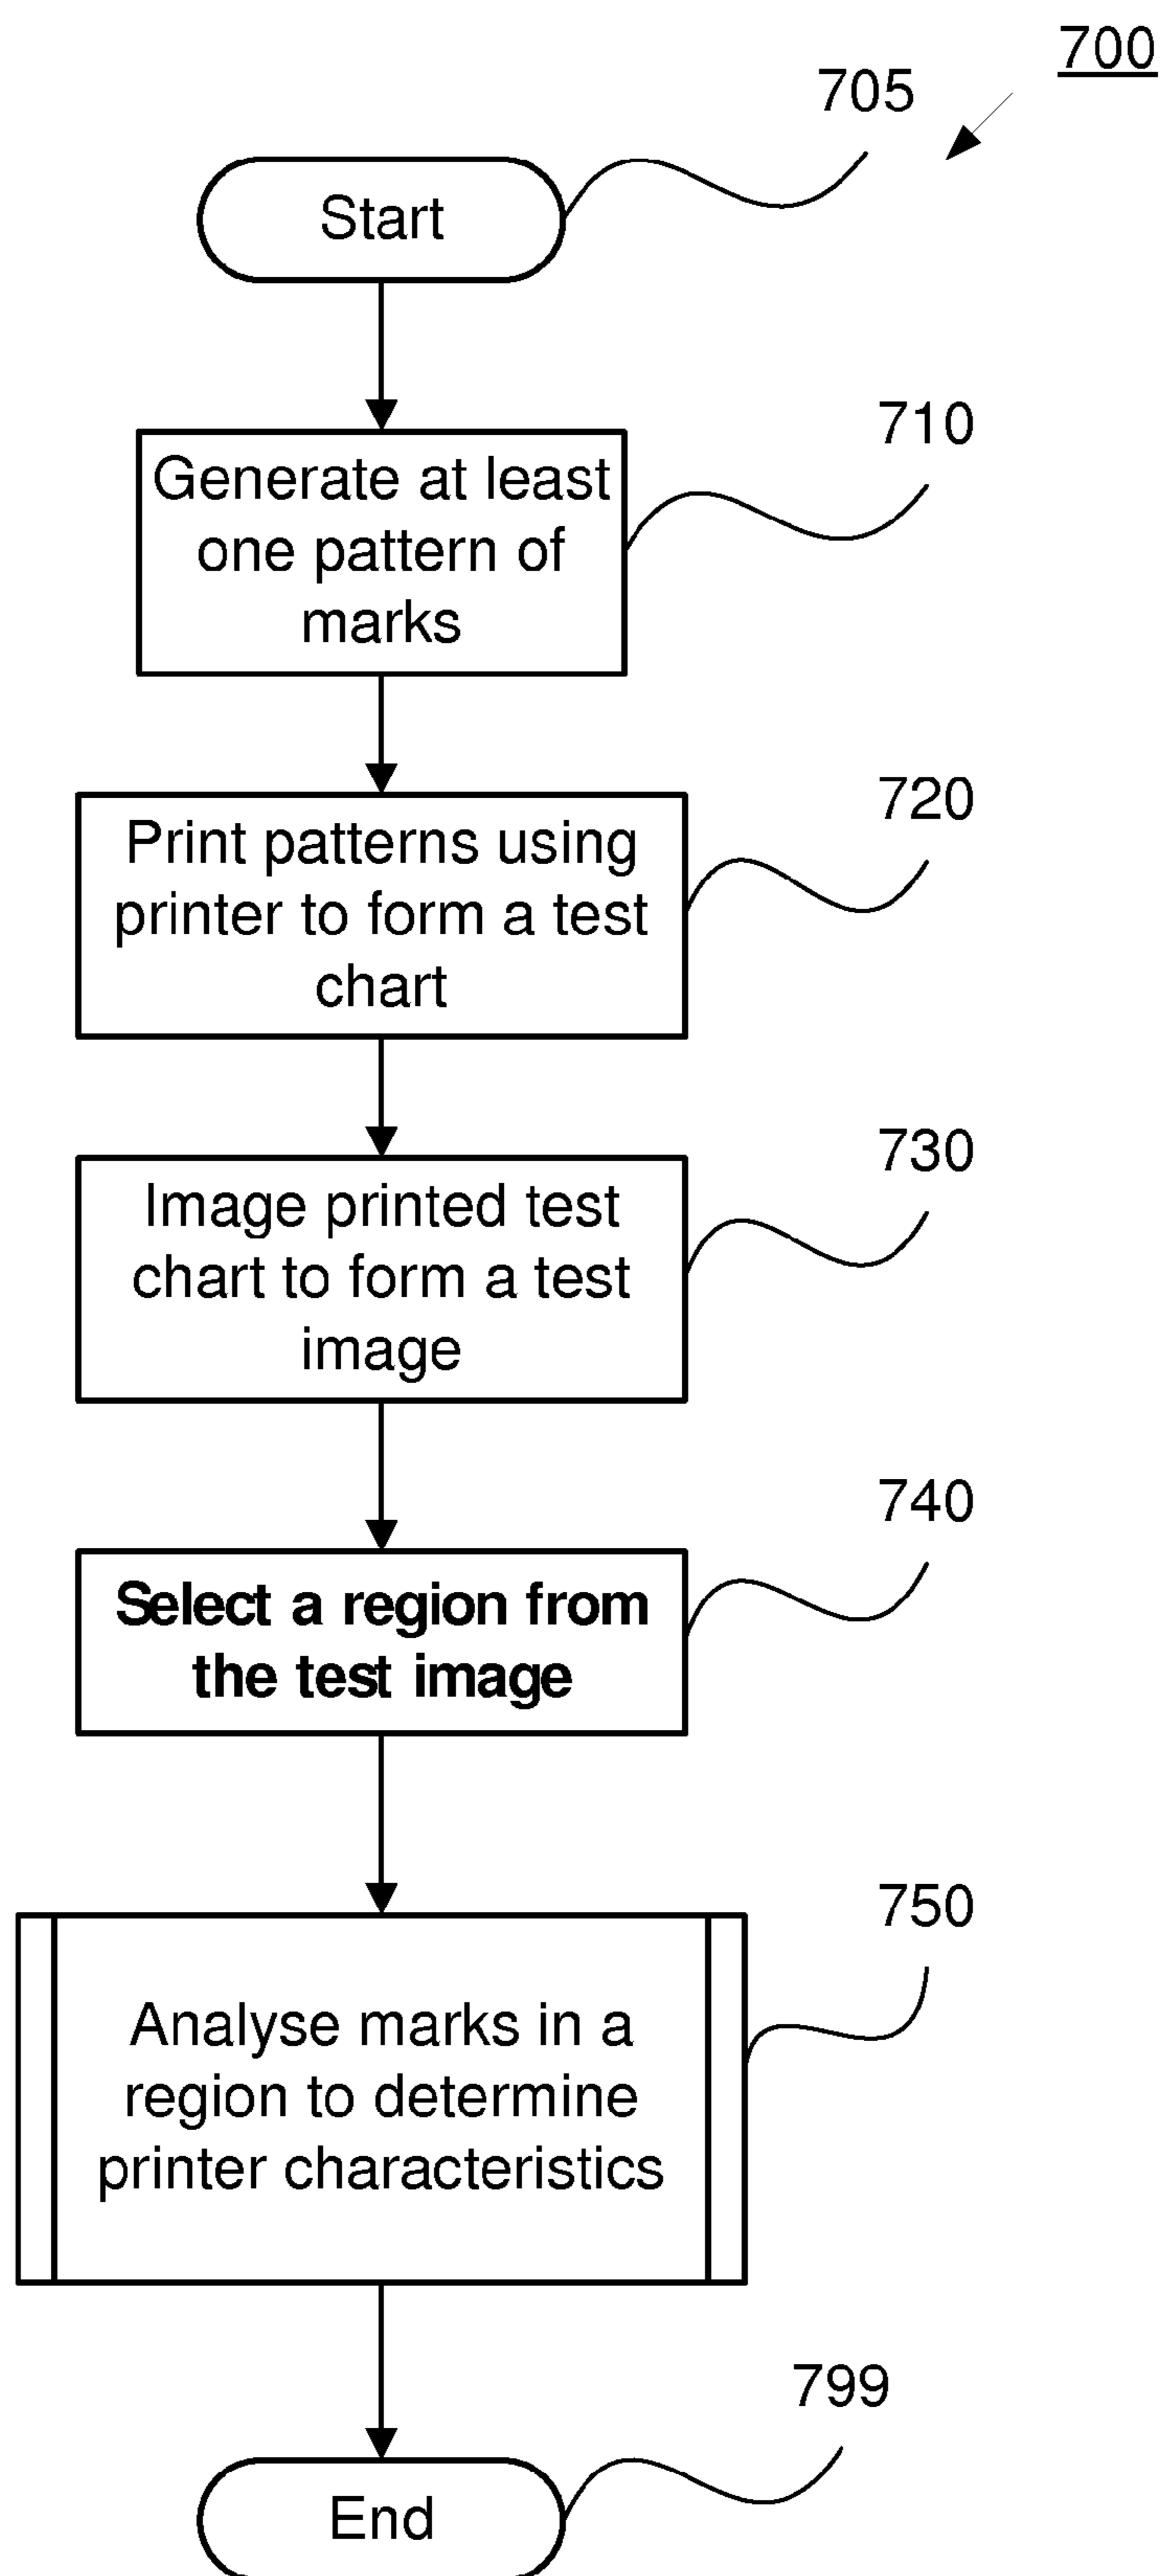 700
705
Start
710
Generate at least
one pattern of
marks
720
Print patterns using
printer to form a test
chart
730
Image printed test
chart to form a test
image
740
Select a region from
the test image
750
Analyse marks in a
region to determine
printer characteristics
799
End